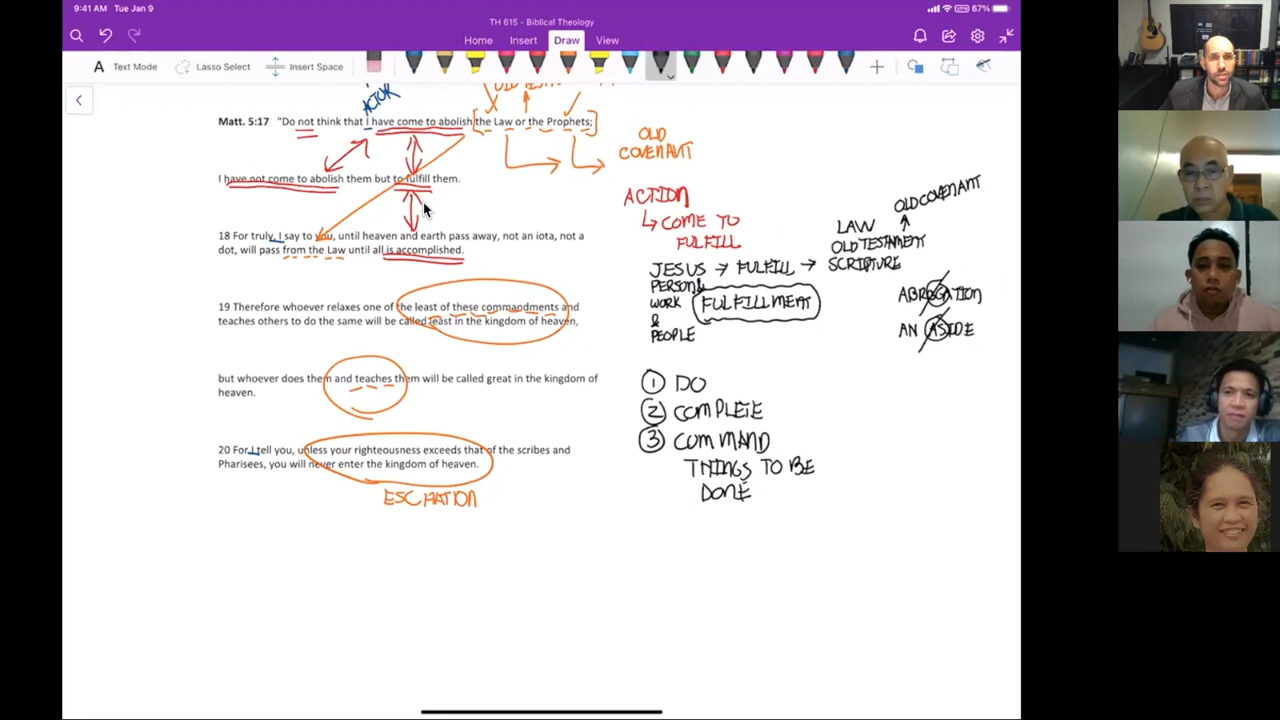 9:41 AM Tue Jan 9
67%
TH 615 - Biblical Theology
Home Insert Draw View
Text Mode Lasso Select Insert Space
ACTOR
Matt. 5:17 "Do not think that I have come to abolish the Law or the Prophets;
OLD
COVENANT
I have not come to abolish them but to fulfill them.
ACTION
↳ COME TO
FULFILL
18 For truly, I say to you, until heaven and earth pass away, not an iota, not a
dot, will pass from the Law until all is accomplished.
OLD COVENANT
LAW
OLD TESTAMENT
SCRIPTURE
JESUS → FULFILL →
PERSON &
WORK
&
PEOPLE
FULFILLMENT
ABROGATION
AN ASIDE
19 Therefore whoever relaxes one of the least of these commandments and
teaches others to do the same will be called least in the kingdom of heaven,
but whoever does them and teaches them will be called great in the kingdom of
heaven.
① DO
② COMPLETE
③ COMMAND
THINGS TO BE
DONE
20 For I tell you, unless your righteousness exceeds that of the scribes and
Pharisees, you will never enter the kingdom of heaven.
ESCHATION